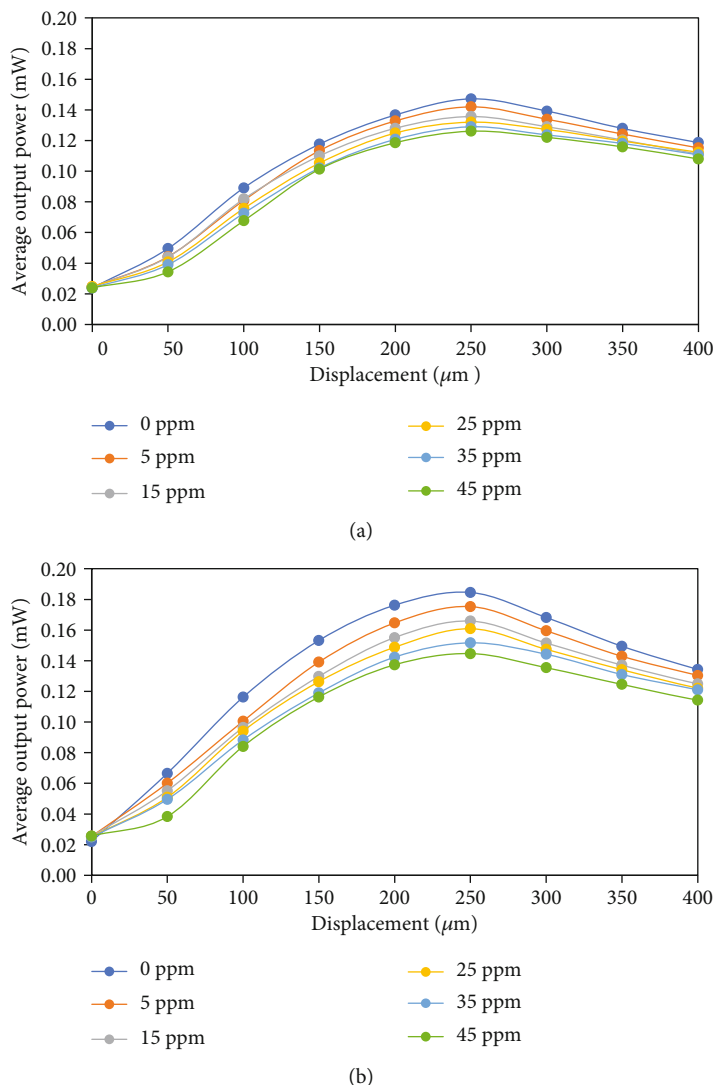 0.20
0.18
0.16
0.14
0.12
0.10
0.08
0.06
0.04
0.02
0.00
Average output power (mW)
0 50 100 150 200 250 300 350 400
Displacement (μm )
0 ppm 25 ppm
5 ppm 35 ppm
15 ppm 45 ppm
(a)
0.20
0.18
0.16
0.14
0.12
0.10
0.08
0.06
0.04
0.02
0.00
Average output power (mW)
0 50 100 150 200 250 300 350 400
Displacement (μm)
0 ppm 25 ppm
5 ppm 35 ppm
15 ppm 45 ppm
(b)